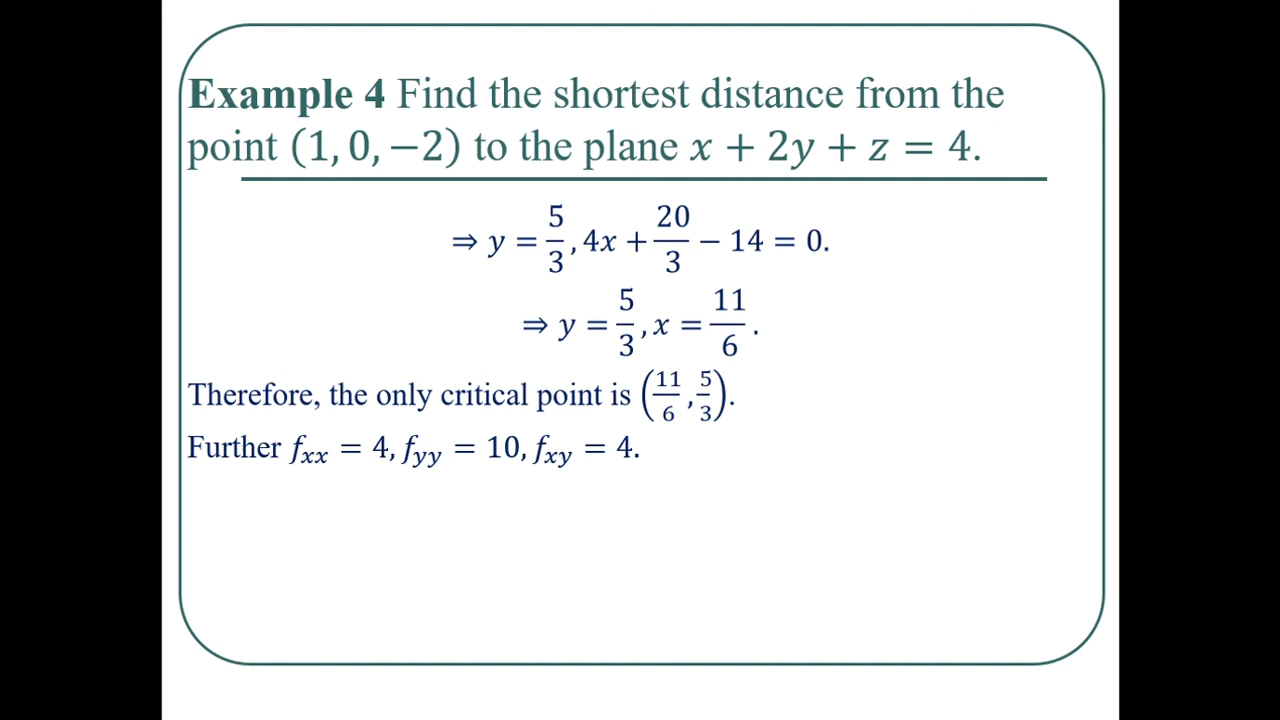 Example 4 Find the shortest distance from the
point (1, 0, −2) to the plane x + 2y + z = 4.
⇒ y = 5/3, 4x + 20/3 − 14 = 0.
⇒ y = 5/3, x = 11/6.
Therefore, the only critical point is (11/6, 5/3).
Further f_xx = 4, f_yy = 10, f_xy = 4.